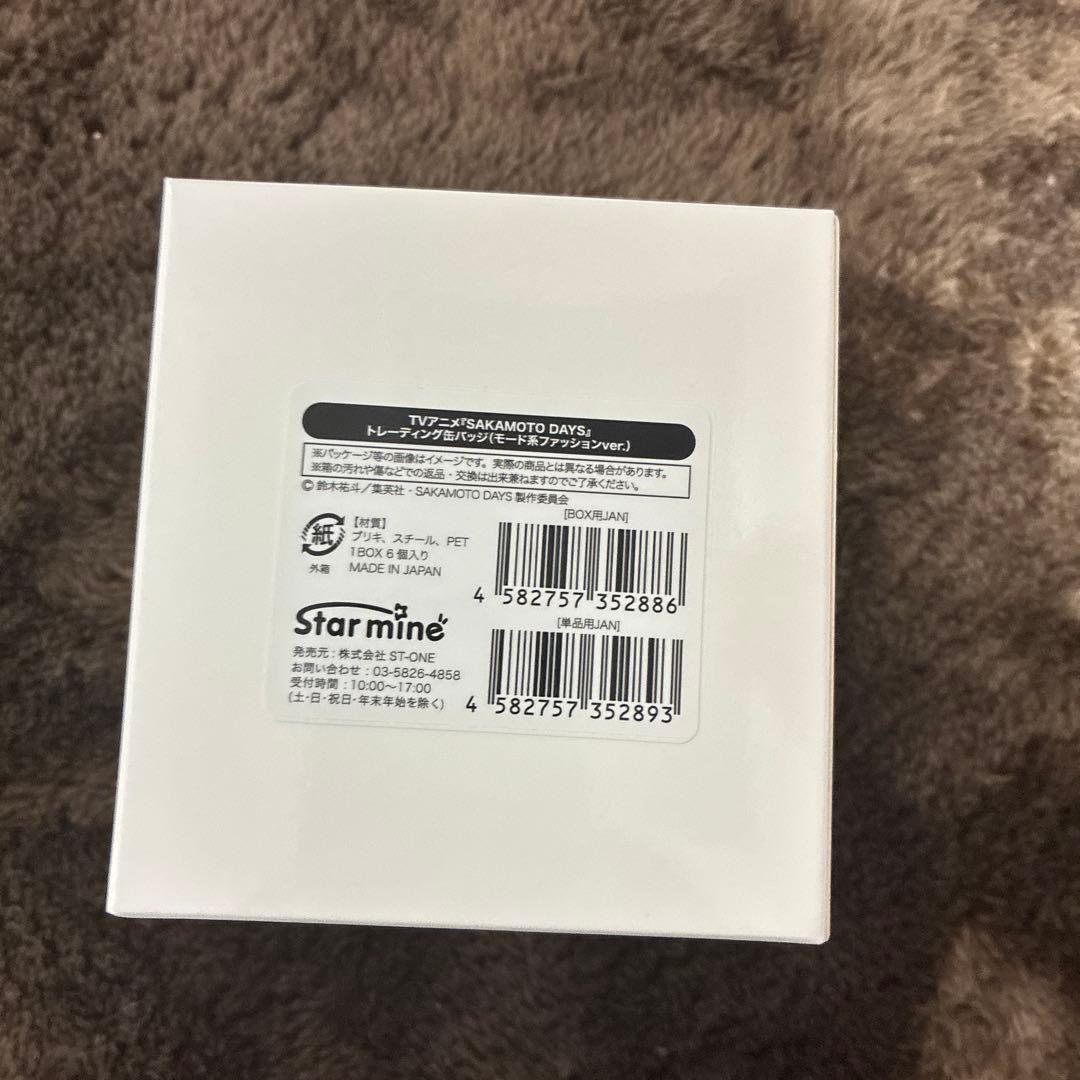 TVアニメ『SAKAMOTO DAYS』
トレーディング缶バッジ(モード系ファッションver.)
※パッケージ等の画像はイメージです。実際の商品とは異なる場合があります。
※箱の汚れや傷などでの返品・交換は出来兼ねますのでご了承ください。
© 鈴木祐斗／集英社・SAKAMOTO DAYS 製作委員会
紙
外箱
【材質】
ブリキ、スチール、PET
1BOX 6個入り
MADE IN JAPAN
[BOX用JAN]
4 582757 352886
Star mine
[単品用JAN]
4 582757 352893
発売元：株式会社 ST-ONE
お問い合わせ：03-5826-4858
受付時間：10:00～17:00
(土・日・祝日・年末年始を除く)